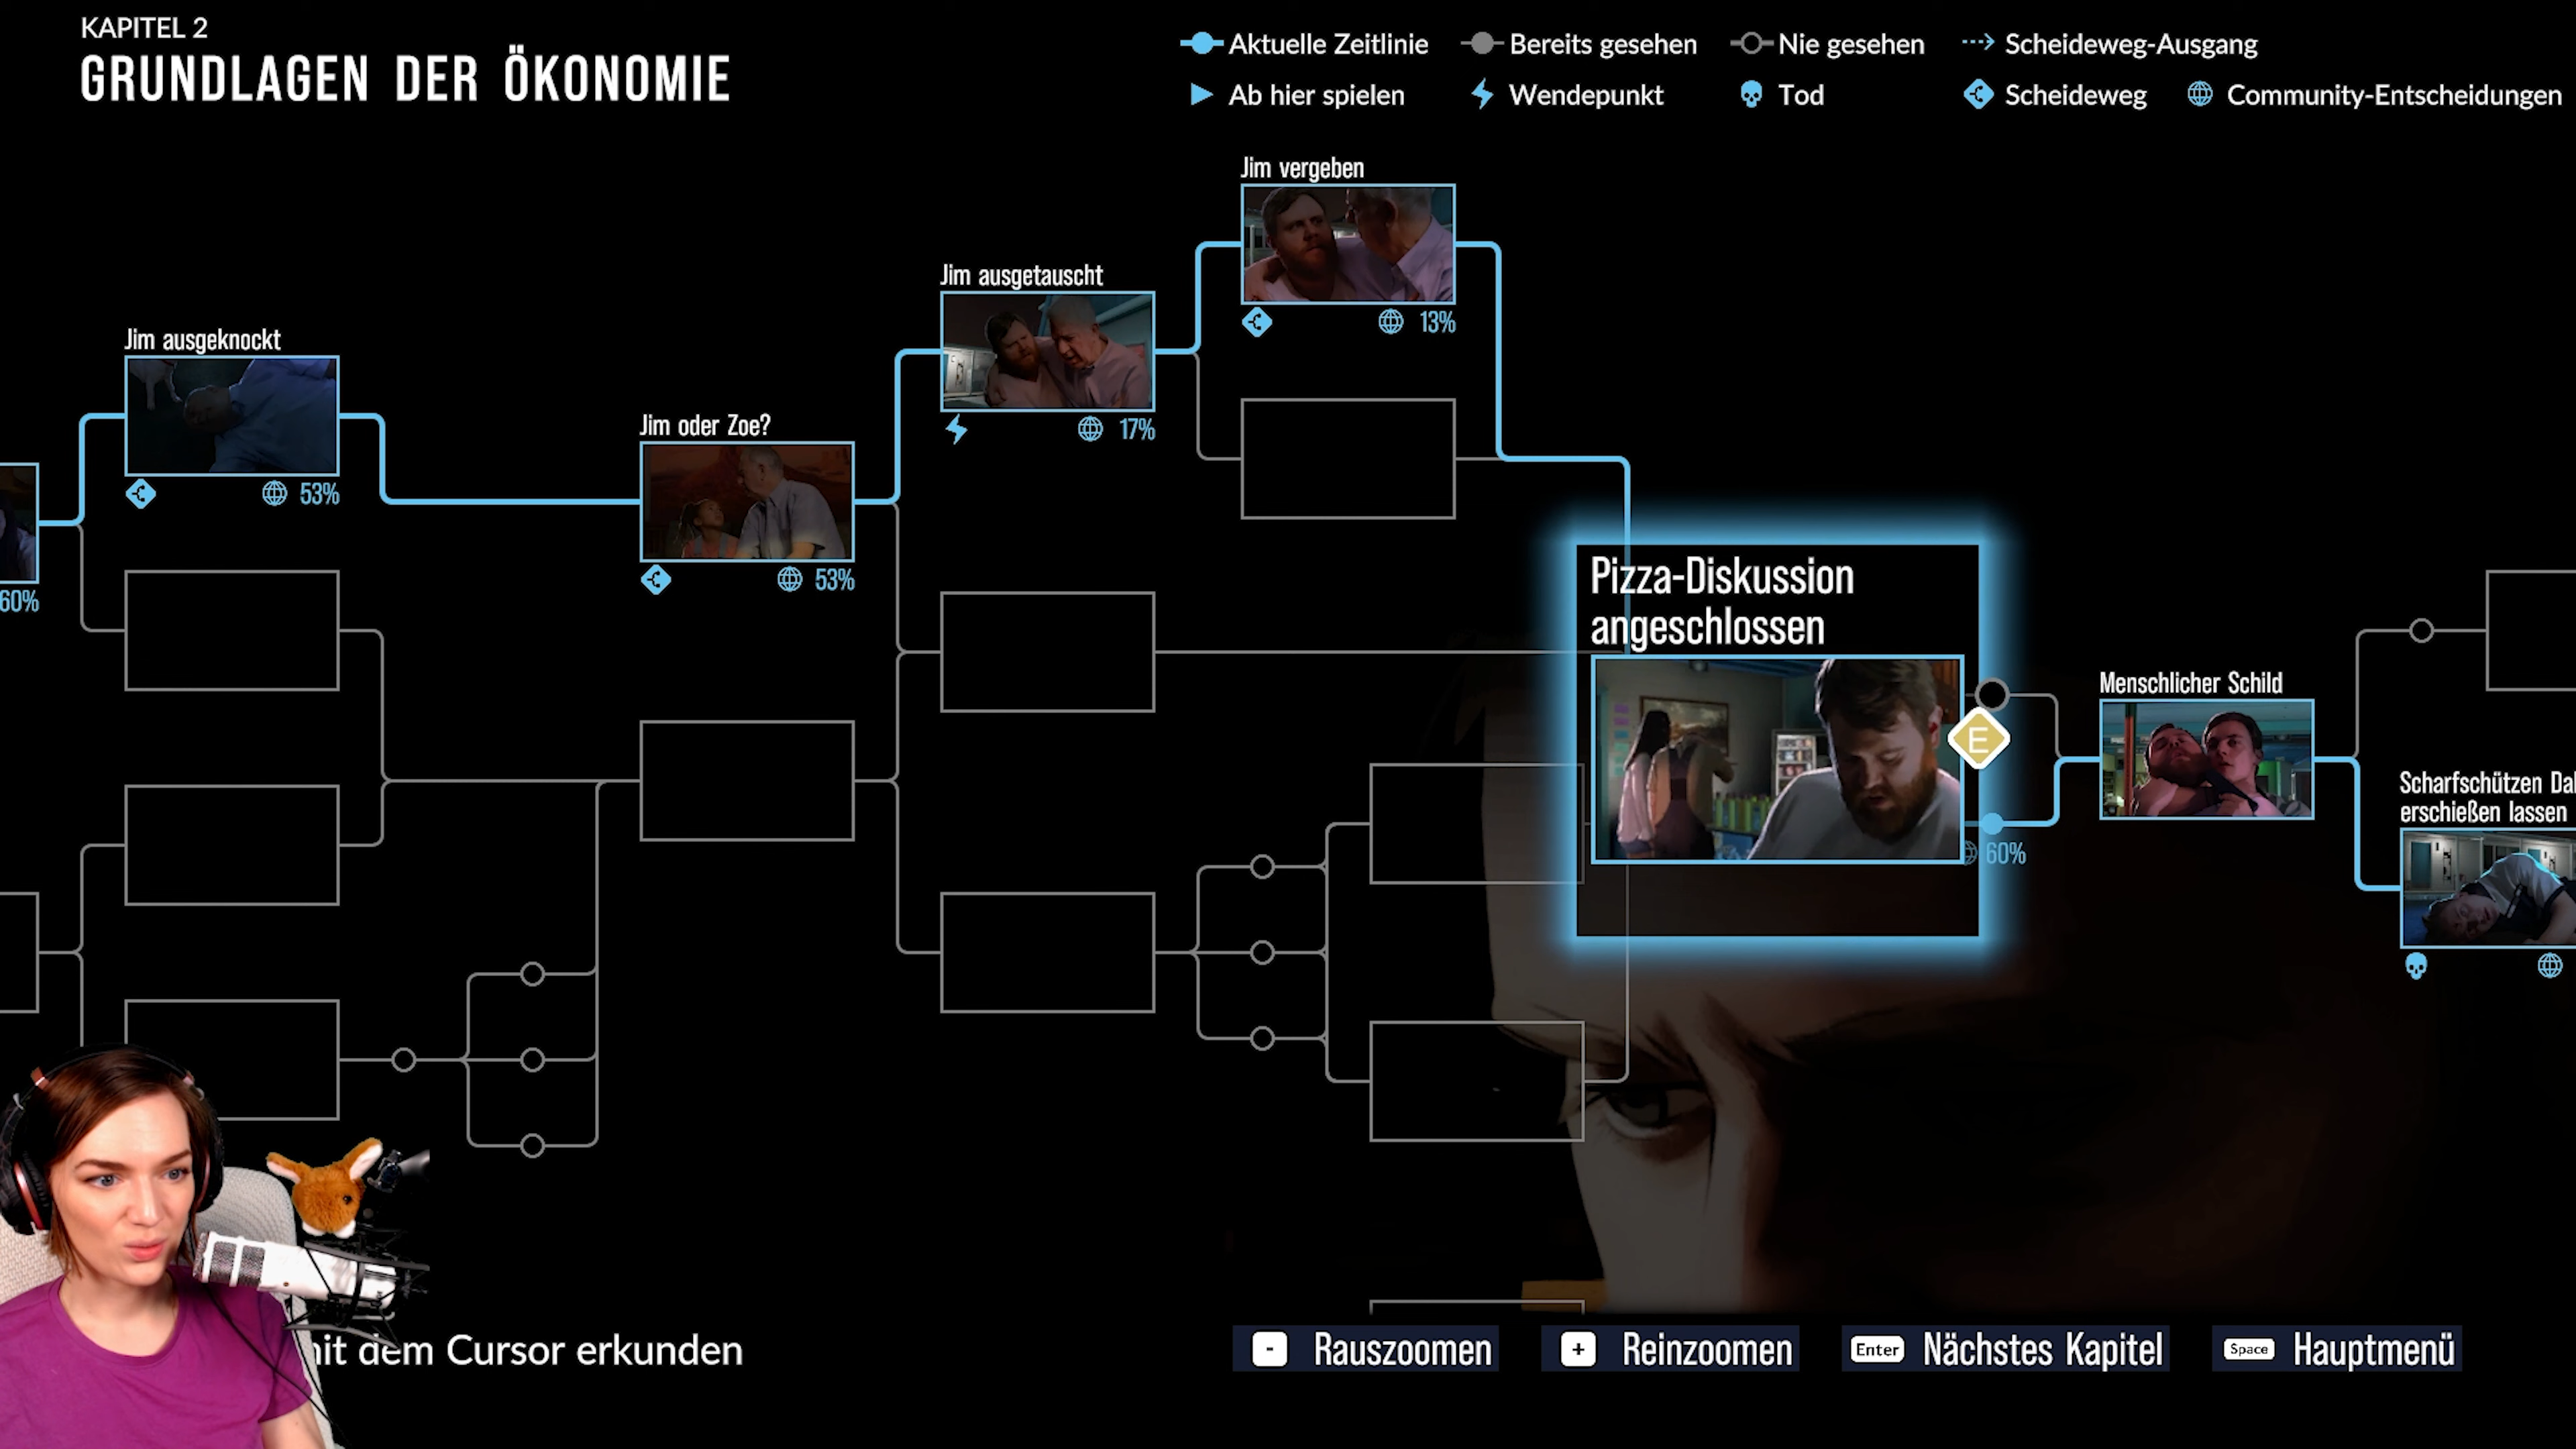 KAPITEL 2
GRUNDLAGEN DER ÖKONOMIE
Aktuelle Zeitlinie
Bereits gesehen
Nie gesehen
Scheideweg-Ausgang
Ab hier spielen
Wendepunkt
Tod
Scheideweg
Community-Entscheidungen
Jim vergeben
13%
Jim ausgetauscht
17%
Jim ausgeknockt
53%
Jim oder Zoe?
53%
60%
Pizza-Diskussion
angeschlossen
E
60%
Menschlicher Schild
Scharfschützen
erschießen lassen
dem Cursor erkunden
- Rauszoomen
+ Reinzoomen
Enter Nächstes Kapitel
Space Hauptmenü